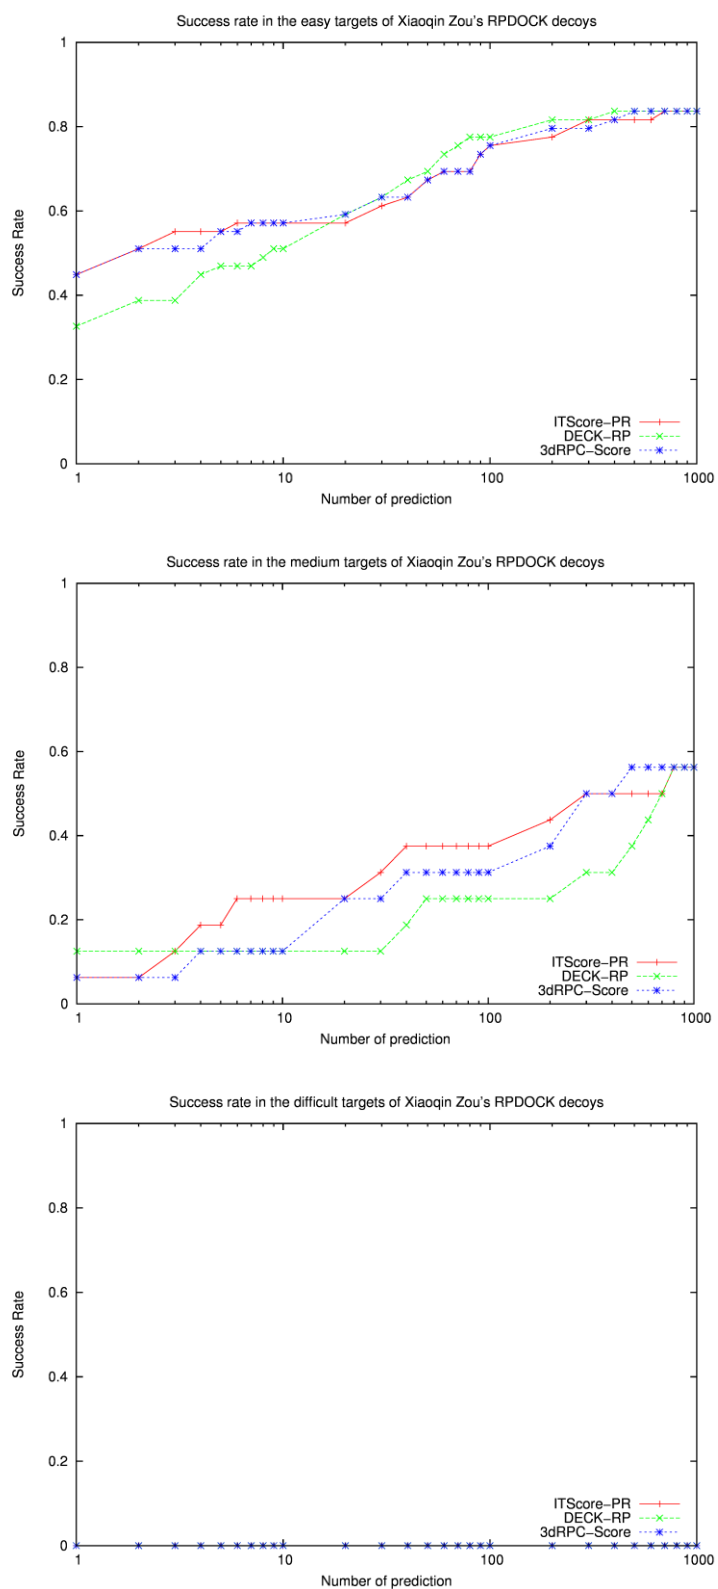 Success rate in the easy targets of Xiaoqin Zou's RPDOCK decoys
1
0.8
0.6
0.4
0.2
0
Success Rate
ITScore-PR
DECK-RP
3dRPC-Score
1 10 100 1000
Number of prediction
Success rate in the medium targets of Xiaoqin Zou's RPDOCK decoys
1
0.8
0.6
0.4
0.2
0
Success Rate
ITScore-PR
DECK-RP
3dRPC-Score
1 10 100 1000
Number of prediction
Success rate in the difficult targets of Xiaoqin Zou's RPDOCK decoys
1
0.8
0.6
0.4
0.2
0
Success Rate
ITScore-PR
DECK-RP
3dRPC-Score
1 10 100 1000
Number of prediction